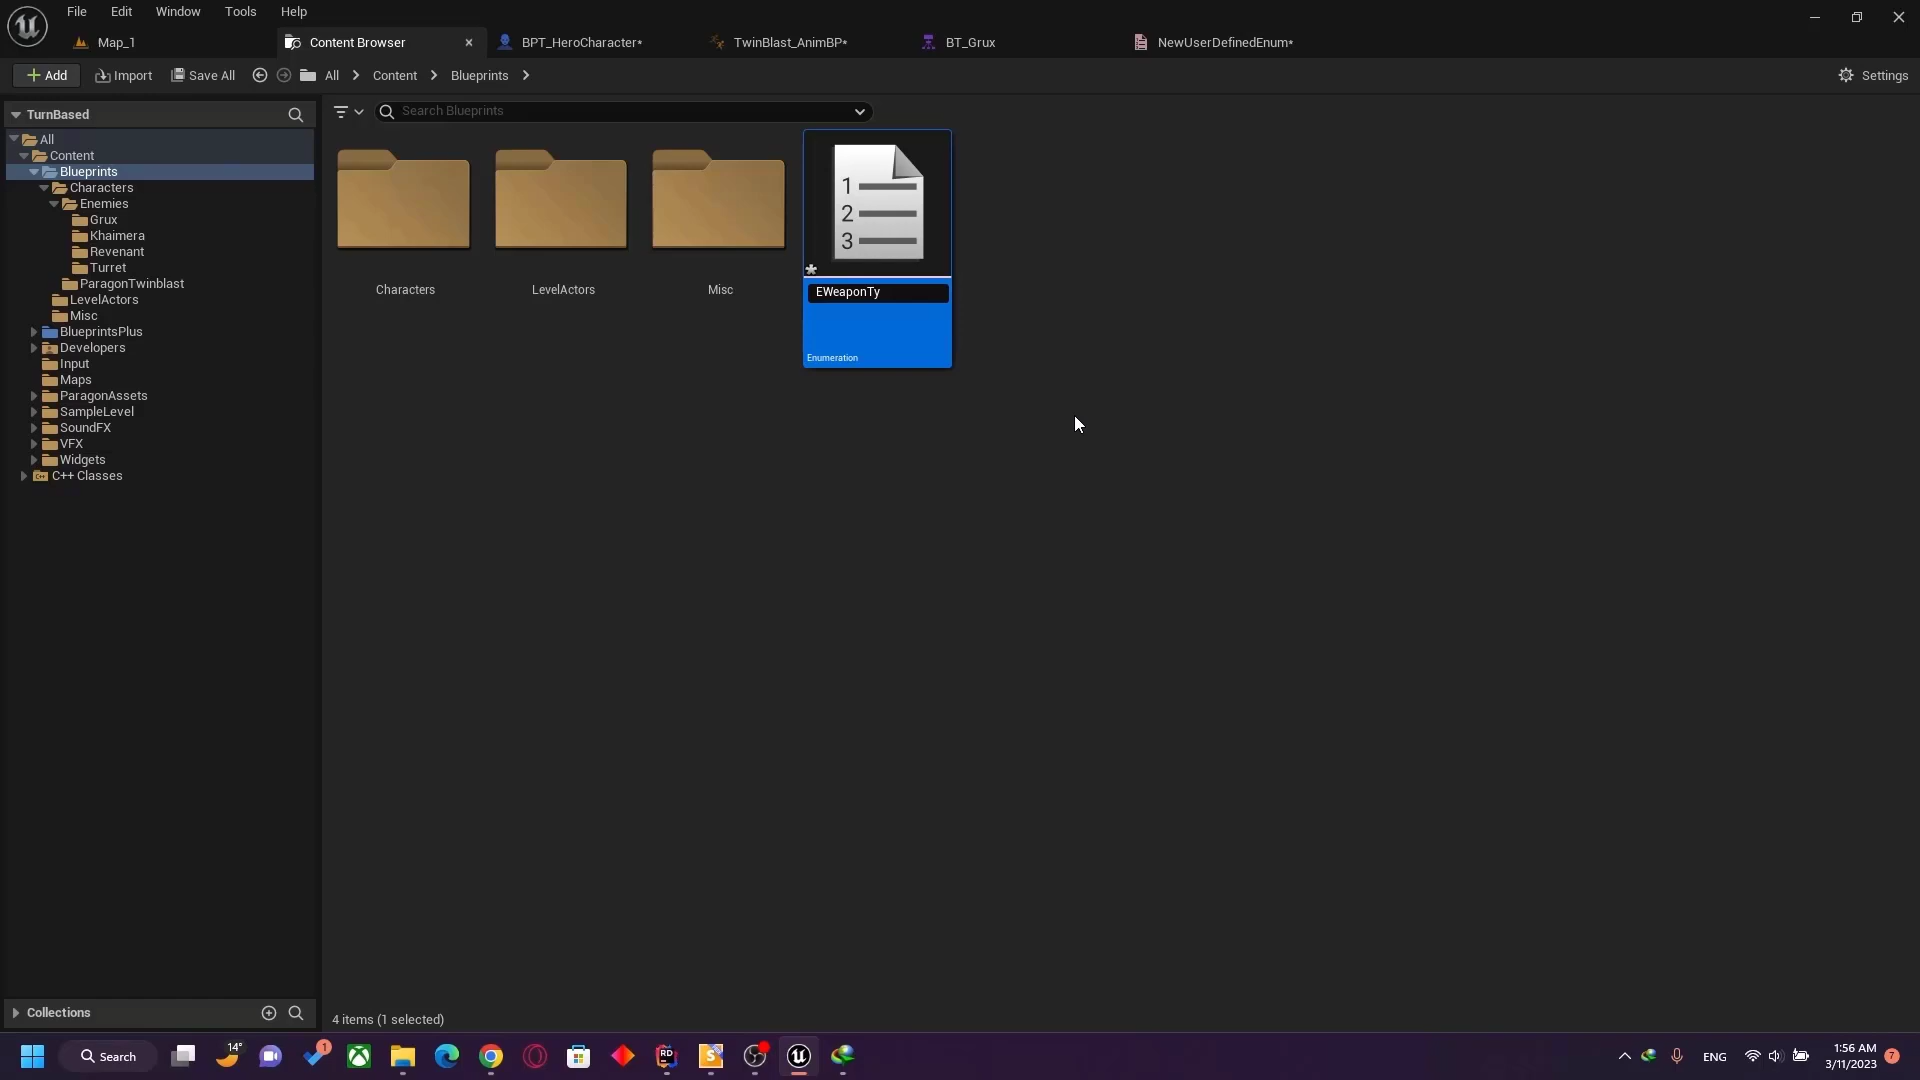 File Edit Window Tools Help
Map_1 Content Browser BPT_HeroCharacter* TwinBlast_AnimBP* BT_Grux NewUserDefinedEnum*
Add Import Save All All Content Blueprints Settings
TurnBased
Search Blueprints
All
Content
Blueprints
Characters
Enemies
Grux
Khaimera
Revenant
Turret
ParagonTwinblast
LevelActors
Misc
BlueprintsPlus
Developers
Input
Maps
ParagonAssets
SampleLevel
SoundFX
VFX
Widgets
C++ Classes
1
2
3
Characters LevelActors Misc EWeaponTy
Enumeration
Collections
4 items (1 selected)
Search 14° 1 RD S ENG 1:56 AM 7
3/11/2023